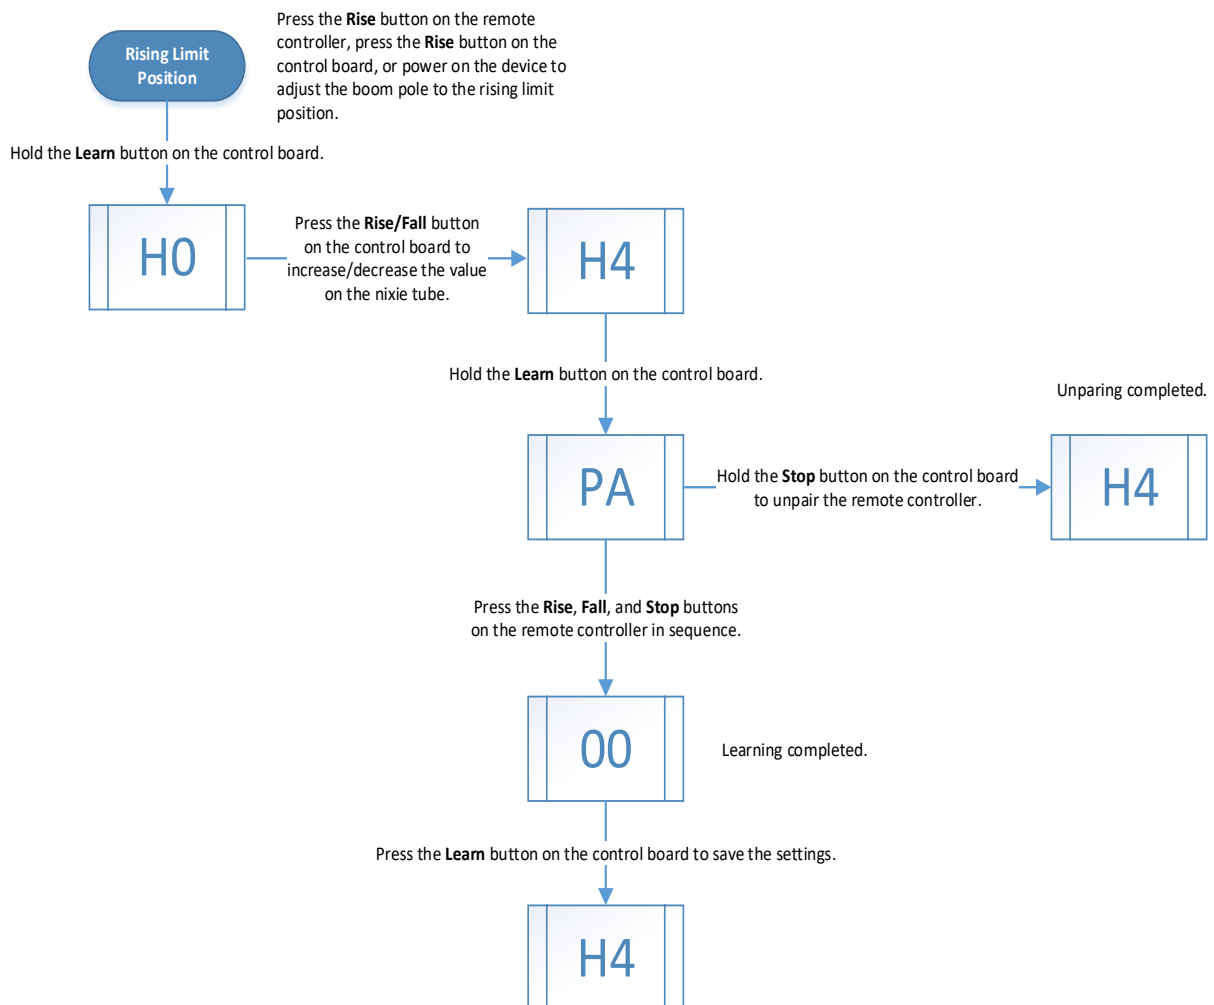 Press the Rise button on the remote
controller, press the Rise button on the
control board, or power on the device to
adjust the boom pole to the rising limit
position.
Rising Limit
Position
Hold the Learn button on the control board.
H0
Press the Rise/Fall button
on the control board to
increase/decrease the value
on the nixie tube.
H4
Hold the Learn button on the control board.
Unparing completed.
PA
Hold the Stop button on the control board
to unpair the remote controller.
H4
Press the Rise, Fall, and Stop buttons
on the remote controller in sequence.
00
Learning completed.
Press the Learn button on the control board to save the settings.
H4